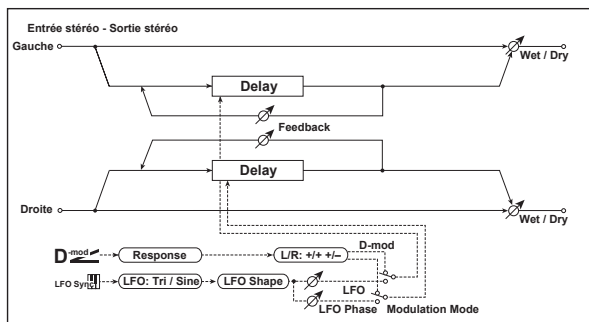 Entrée stéréo - Sortie stéréo
Gauche
Wet / Dry
Delay
Feedback
Delay
Droite
Wet / Dry
D-mod
Response
L/R: +/+ +/–
D-mod
LFO Sync
LFO: Tri / Sine
LFO Shape
LFO
LFO Phase
Modulation Mode